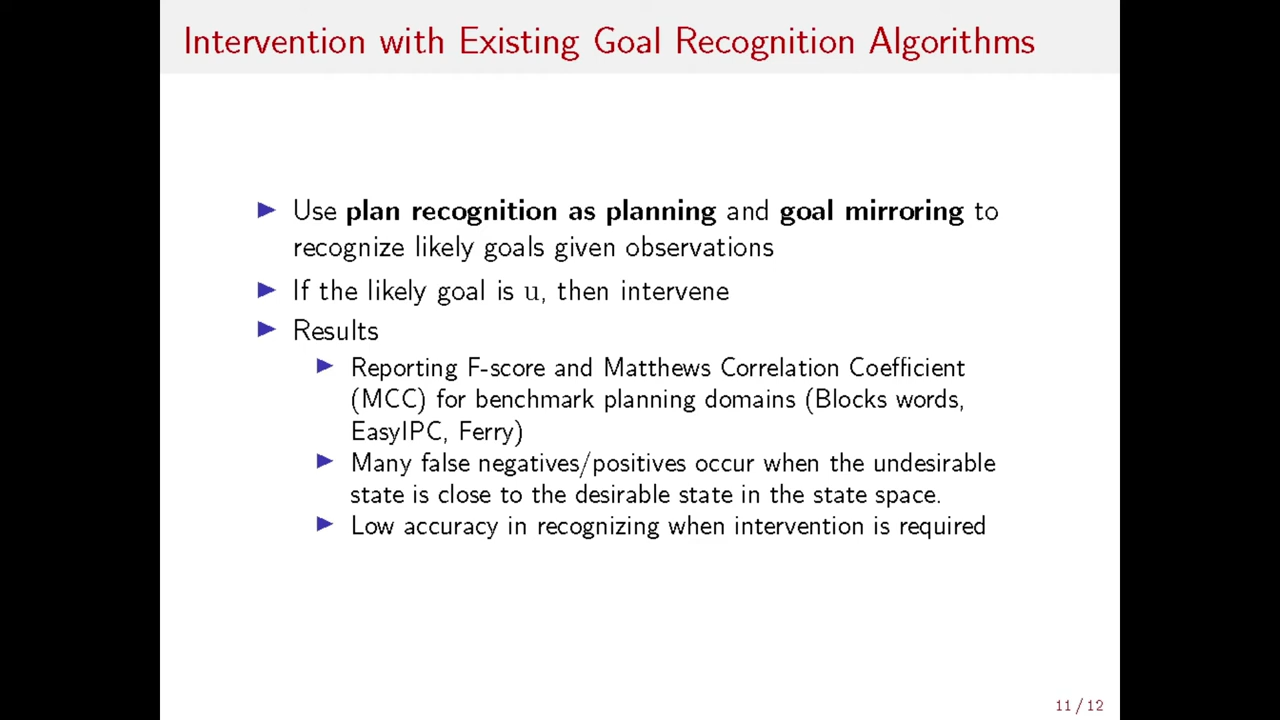 Intervention with Existing Goal Recognition Algorithms
Use plan recognition as planning and goal mirroring to
recognize likely goals given observations
If the likely goal is u, then intervene
Results
Reporting F-score and Matthews Correlation Coefficient
(MCC) for benchmark planning domains (Blocks words,
EasyIPC, Ferry)
Many false negatives/positives occur when the undesirable
state is close to the desirable state in the state space.
Low accuracy in recognizing when intervention is required
11 / 12